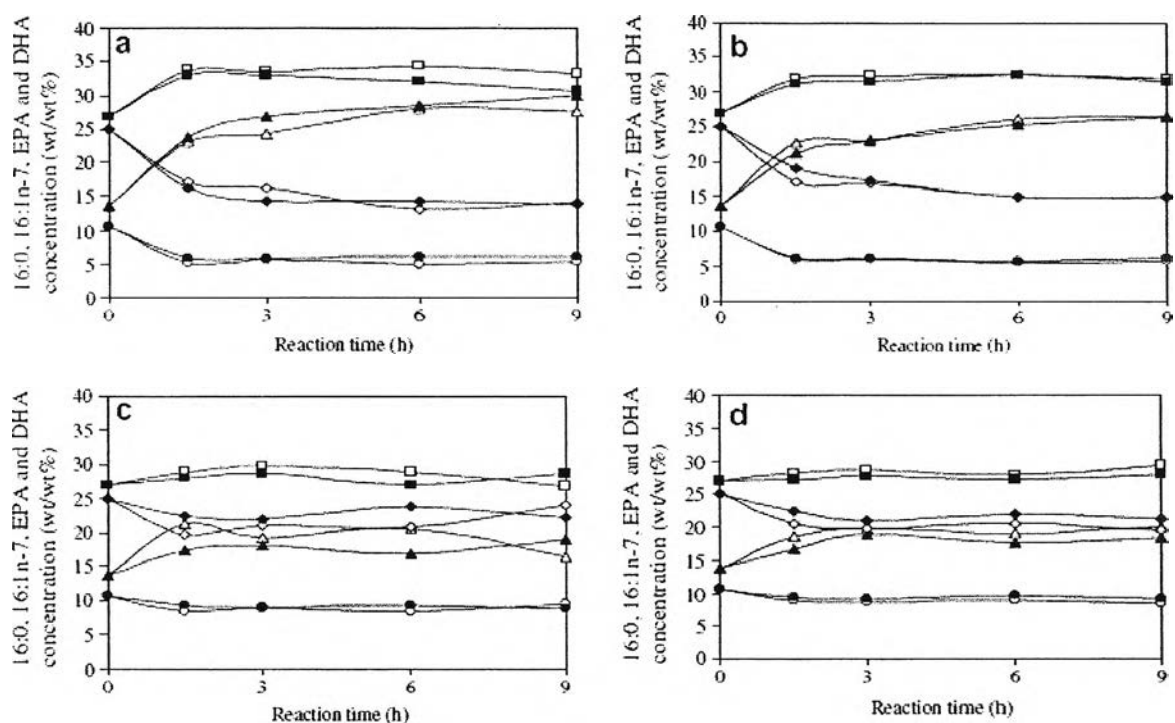 a
16:0, 16:1n-7, EPA and DHA
concentration (wt/wt%)
40
35
30
25
20
15
10
5
0
0 3 6 9
Reaction time (h)
b
16:0, 16:1n-7, EPA and DHA
concentration (wt/wt%)
40
35
30
25
20
15
10
5
0
0 3 6 9
Reaction time (h)
c
16:0, 16:1n-7, EPA and DHA
concentration (wt/wt%)
40
35
30
25
20
15
10
5
0
0 3 6 9
Reaction time (h)
d
16:0, 16:1n-7, EPA and DHA
concentration (wt/wt%)
40
35
30
25
20
15
10
5
0
0 3 6 9
Reaction time (h)